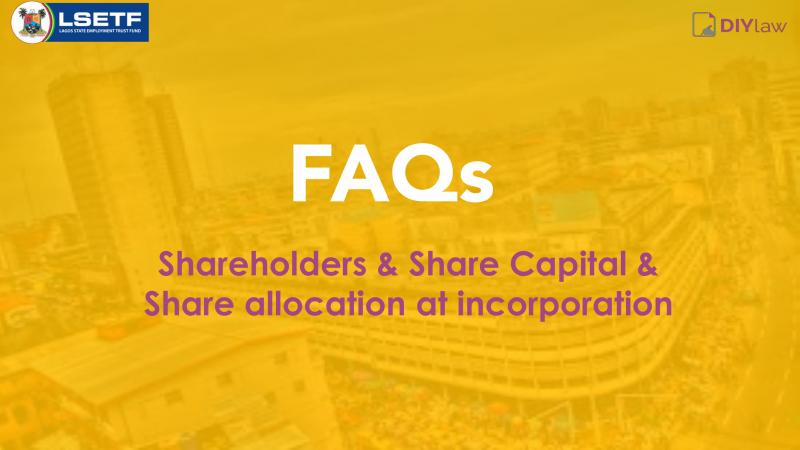 LSETF
LAGOS STATE EMPLOYMENT TRUST FUND
DIYlaw
FAQs
Shareholders & Share Capital &
Share allocation at incorporation